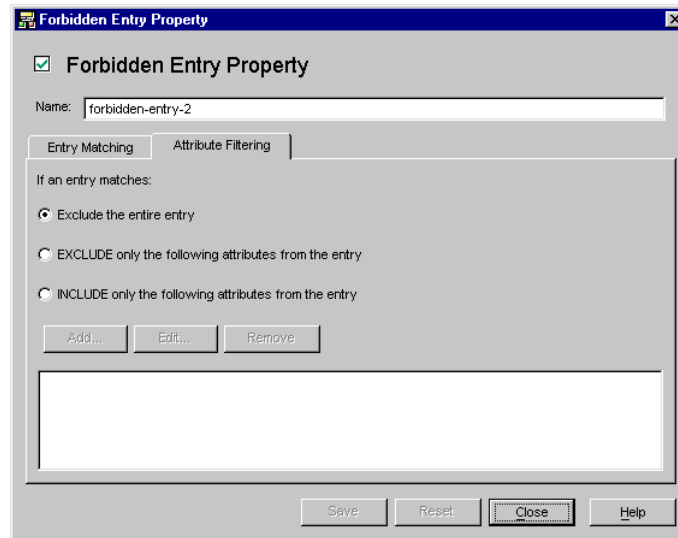 Forbidden Entry Property
Forbidden Entry Property
Name: forbidden-entry-2
Entry Matching Attribute Filtering
If an entry matches:
Exclude the entire entry
EXCLUDE only the following attributes from the entry
INCLUDE only the following attributes from the entry
Add... Edit... Remove
Save Reset Close Help